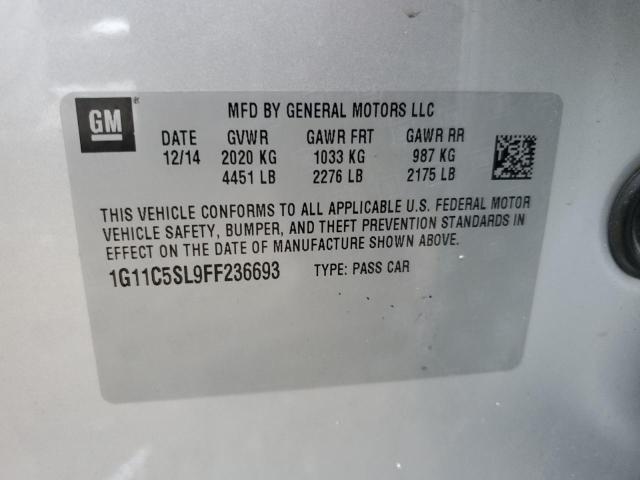 GM
MFD BY GENERAL MOTORS LLC
DATE GVWR GAWR FRT GAWR RR
12/14 2020 KG 1033 KG 987 KG
4451 LB 2276 LB 2175 LB
THIS VEHICLE CONFORMS TO ALL APPLICABLE U.S. FEDERAL MOTOR
VEHICLE SAFETY, BUMPER, AND THEFT PREVENTION STANDARDS IN
EFFECT ON THE DATE OF MANUFACTURE SHOWN ABOVE.
1G11C5SL9FF236693 TYPE: PASS CAR